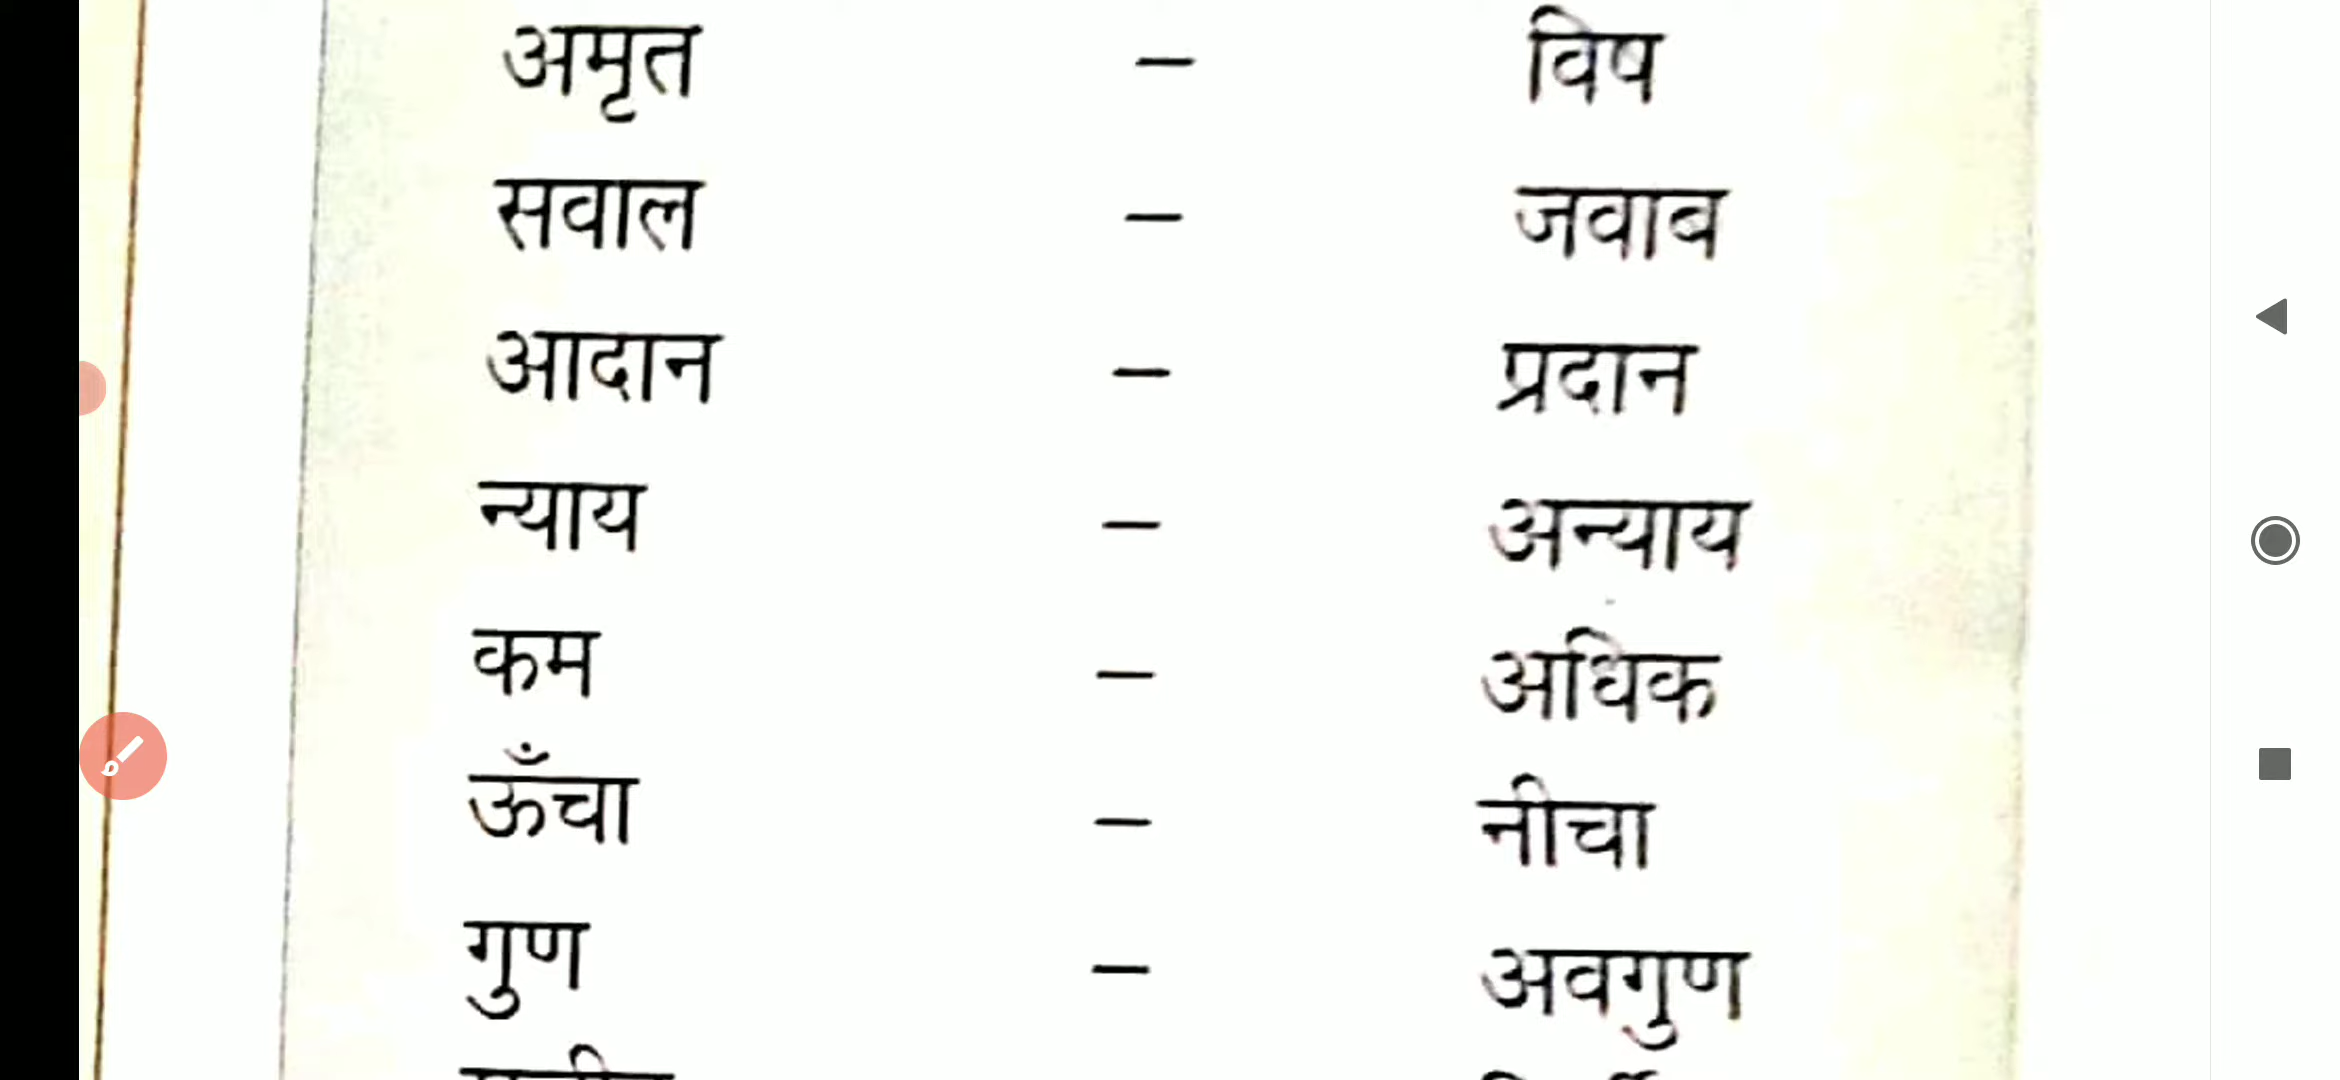 अमृत – विष
सवाल – जवाब
आदान – प्रदान
न्याय – अन्याय
कम – अधिक
ऊँचा – नीचा
गुण – अवगुण